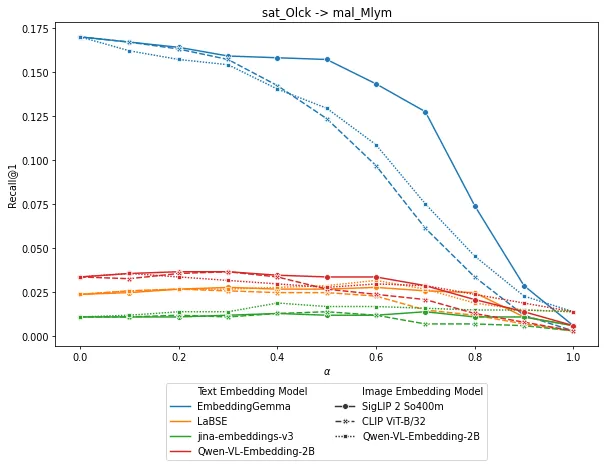 sat_Olck -> mal_Mlym
0.175
0.150
0.125
0.100
0.075
0.050
0.025
0.000
Recall@1
0.0 0.2 0.4 0.6 0.8 1.0
α
Text Embedding Model Image Embedding Model
EmbeddingGemma SigLIP 2 So400m
LaBSE CLIP ViT-B/32
jina-embeddings-v3 Qwen-VL-Embedding-2B
Qwen-VL-Embedding-2B